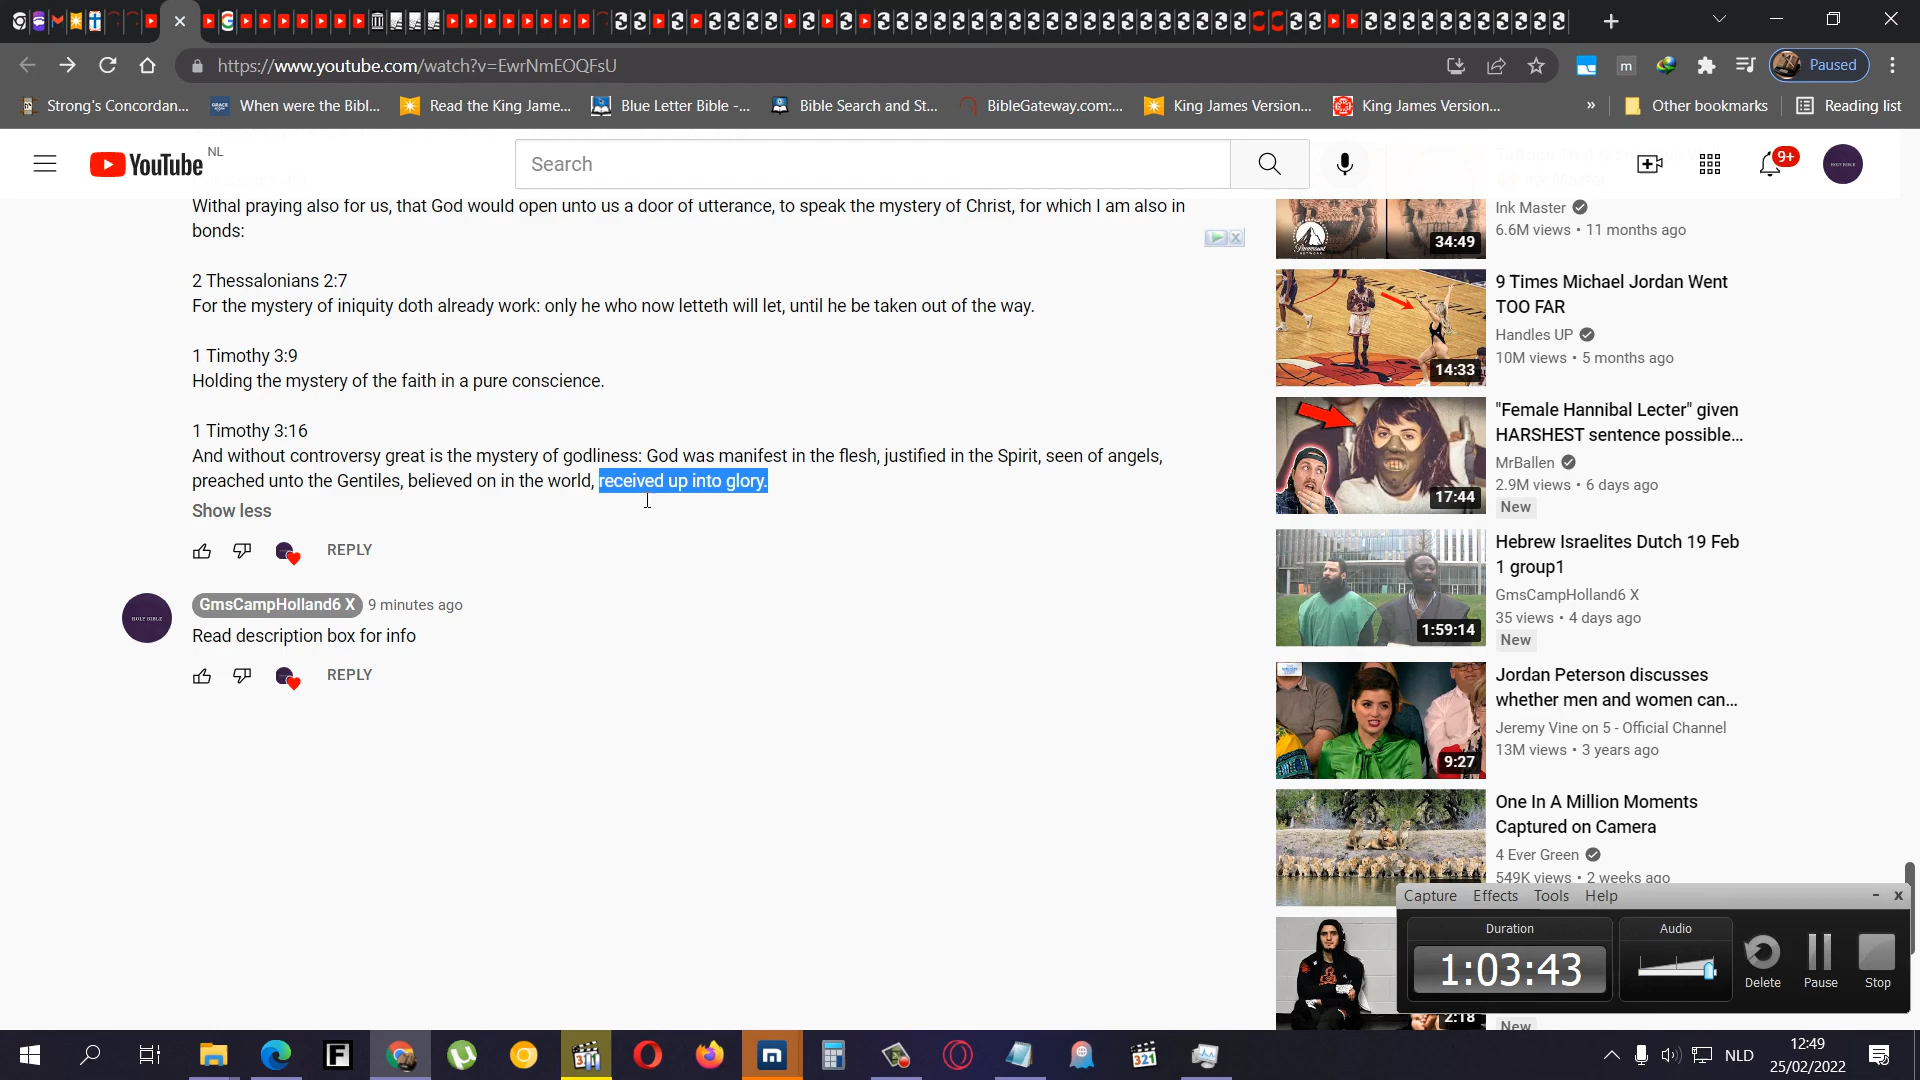 https://www.youtube.com/watch?v=EwrNmEOQFsU
Paused
Strong's Concordan...
When were the Bibl...
Read the King Jame...
Blue Letter Bible -...
Bible Search and St...
BibleGateway.com:...
King James Version...
King James Version...
»
Other bookmarks
Reading list
YouTube NL
Search
9+
Withal praying also for us, that God would open unto us a door of utterance, to speak the mystery of Christ, for which I am also in
bonds:
2 Thessalonians 2:7
For the mystery of iniquity doth already work: only he who now letteth will let, until he be taken out of the way.
1 Timothy 3:9
Holding the mystery of the faith in a pure conscience.
1 Timothy 3:16
And without controversy great is the mystery of godliness: God was manifest in the flesh, justified in the Spirit, seen of angels,
preached unto the Gentiles, believed on in the world, received up into glory.
Show less
REPLY
HOLY BIBLE
GmsCampHolland6 X 9 minutes ago
Read description box for info
REPLY
34:49
Ink Master
6.6M views • 11 months ago
14:33
9 Times Michael Jordan Went
TOO FAR
Handles UP
10M views • 5 months ago
17:44
"Female Hannibal Lecter" given
HARSHEST sentence possible...
MrBallen
2.9M views • 6 days ago
New
1:59:14
Hebrew Israelites Dutch 19 Feb
1 group1
GmsCampHolland6 X
35 views • 4 days ago
New
9:27
Jordan Peterson discusses
whether men and women can...
Jeremy Vine on 5 - Official Channel
13M views • 3 years ago
One In A Million Moments
Captured on Camera
4 Ever Green
549K views • 2 weeks ago
2:18
New
Capture Effects Tools Help
Duration
1:03:43
Audio
Delete
Pause
Stop
NLD
12:49
25/02/2022